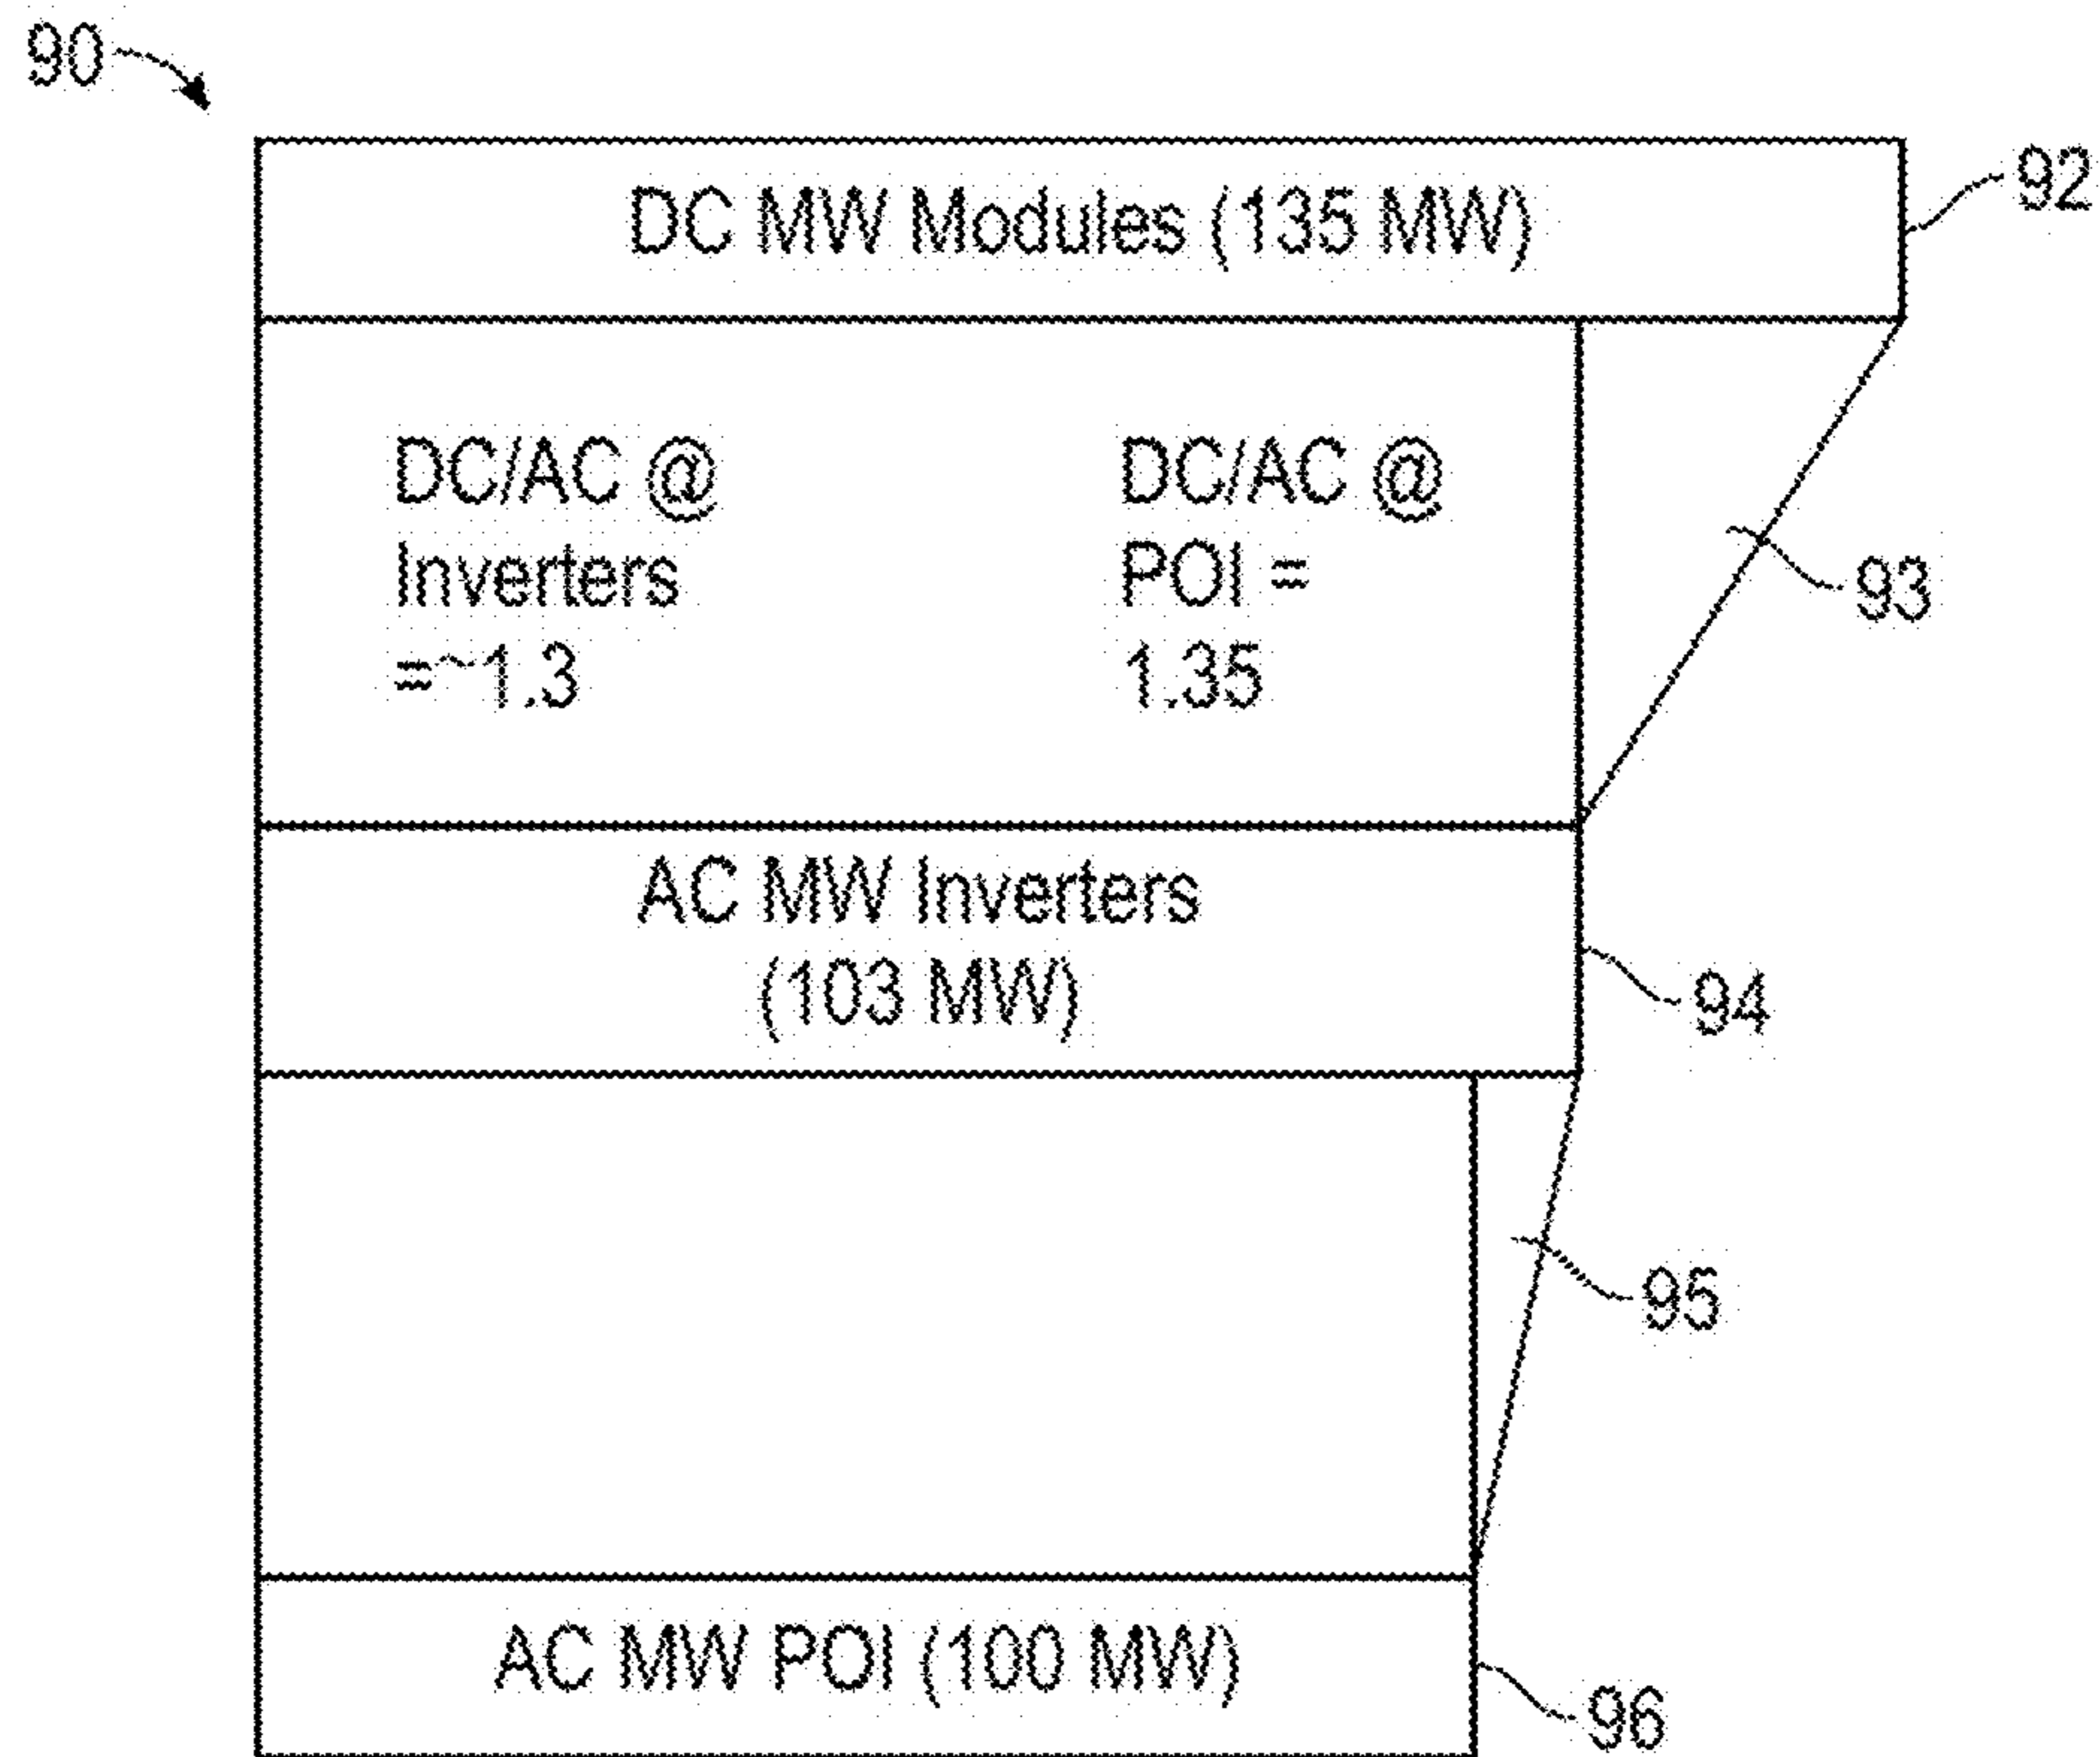 90
DC MW Modules (135 MW)
92
DC/AC @
Inverters
=~1.3
DC/AC @
POI =
1.35
93
AC MW Inverters
(103 MW)
94
95
AC MW POI (100 MW)
96